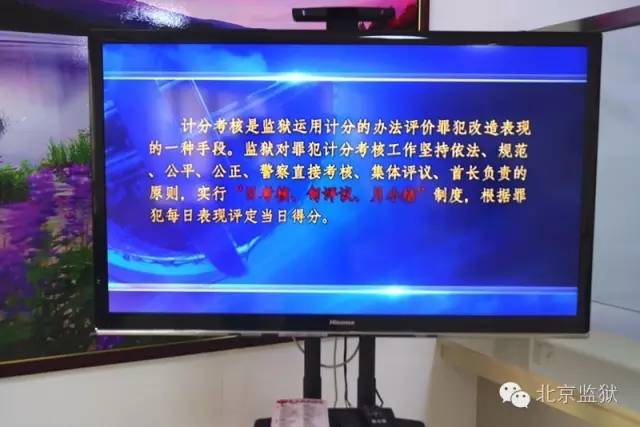 计分考核是监狱运用计分的办法评价罪犯改造表现
的一种手段。监狱对罪犯计分考核工作坚持依法、规范
、公平、公正、警察直接考核、集体评议、首长负责的
原则，实行“日考核、旬评议、月小结”制度，根据罪
犯每日表现评定当日得分。
Hisense
北京监狱